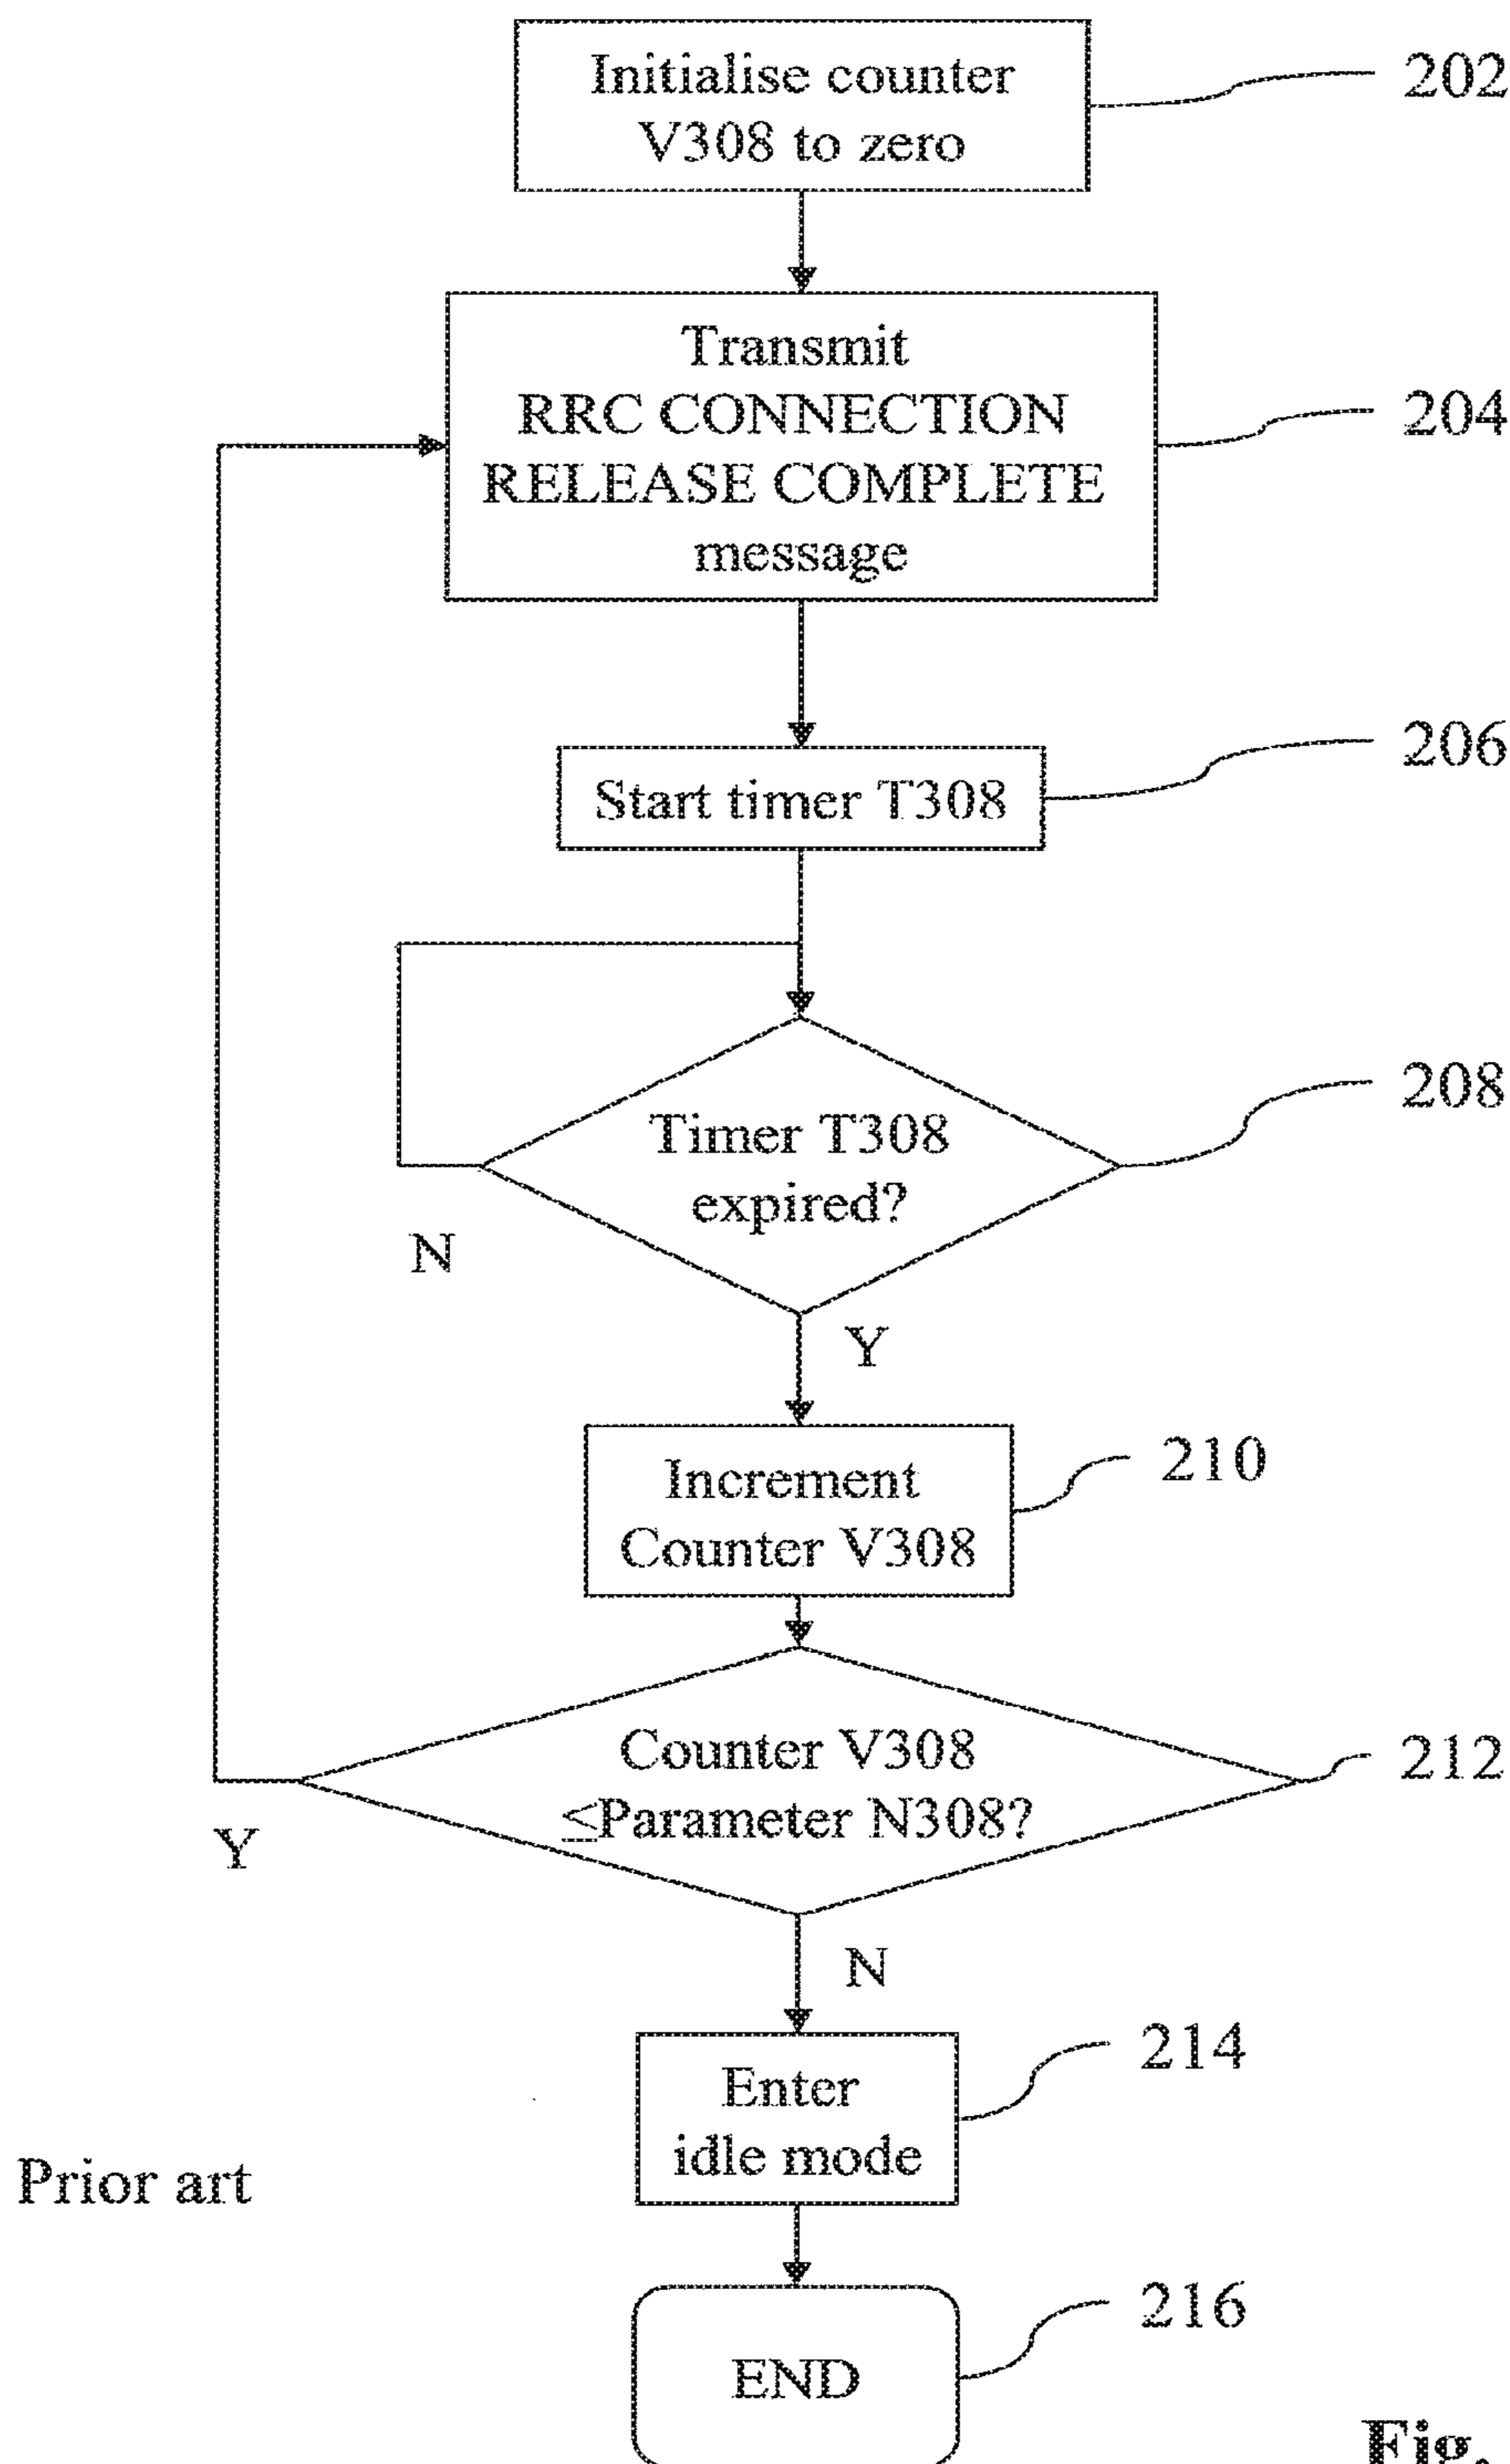 Initialise counter
V308 to zero
202
Transmit
RRC CONNECTION
RELEASE COMPLETE
message
204
Start timer T308
206
Timer T308
expired?
208
N
Y
Increment
Counter V308
210
Counter V308
≤Parameter N308?
212
Y
N
Enter
idle mode
214
Prior art
END
216
Fig.